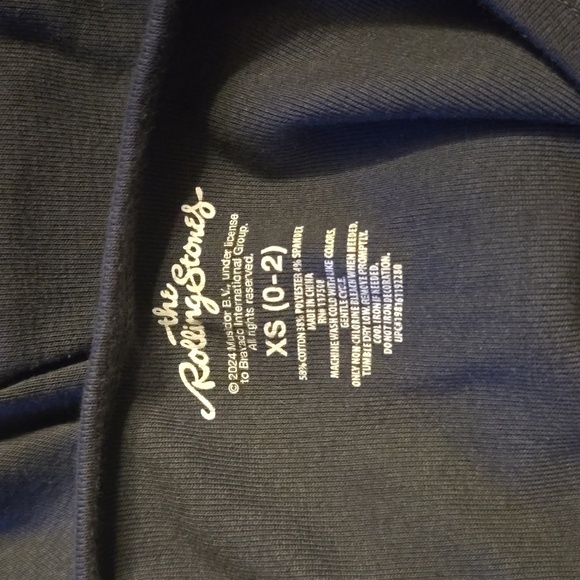 the
Rolling Stones
© 2024 Musidor B.V., under license
to Bravado International Group.
All rights reserved.
XS (0-2)
58% COTTON 38% POLYESTER 4% SPANDEX
MADE IN CHINA
RN#
MACHINE WASH COLD WITH LIKE COLORS,
GENTLE CYCLE.
ONLY NON-CHLORINE BLEACH WHEN NEEDED.
TUMBLE DRY LOW. REMOVE PROMPTLY.
COOL IRON IF NEEDED.
DO NOT IRON DECORATION.